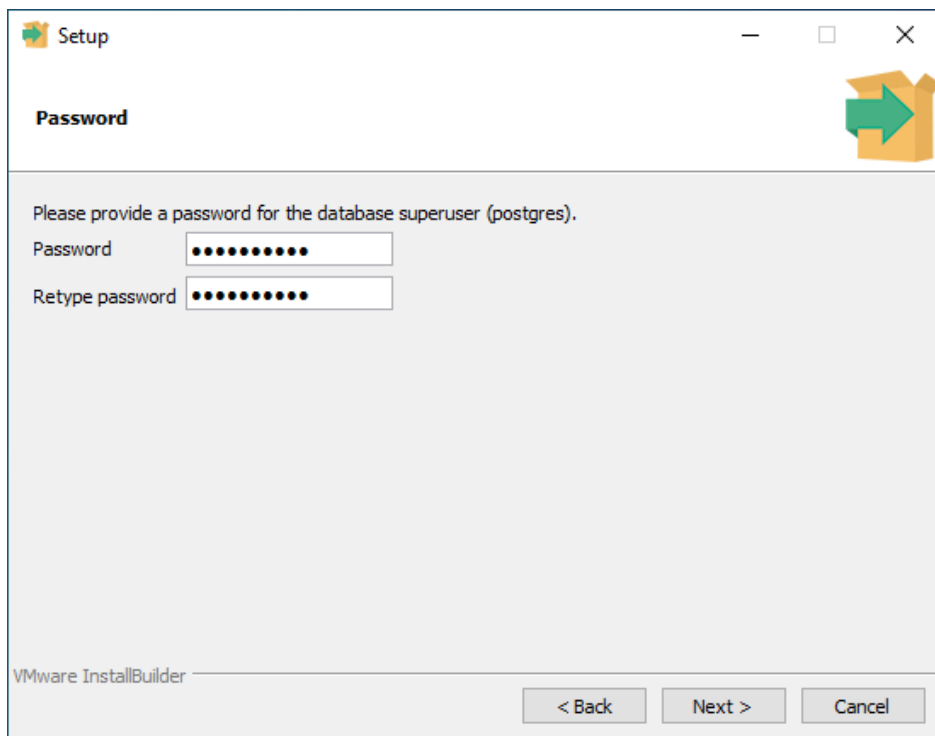 Setup
Password
Please provide a password for the database superuser (postgres).
Password ●●●●●●●●●●
Retype password ●●●●●●●●●●
VMware InstallBuilder
< Back Next > Cancel